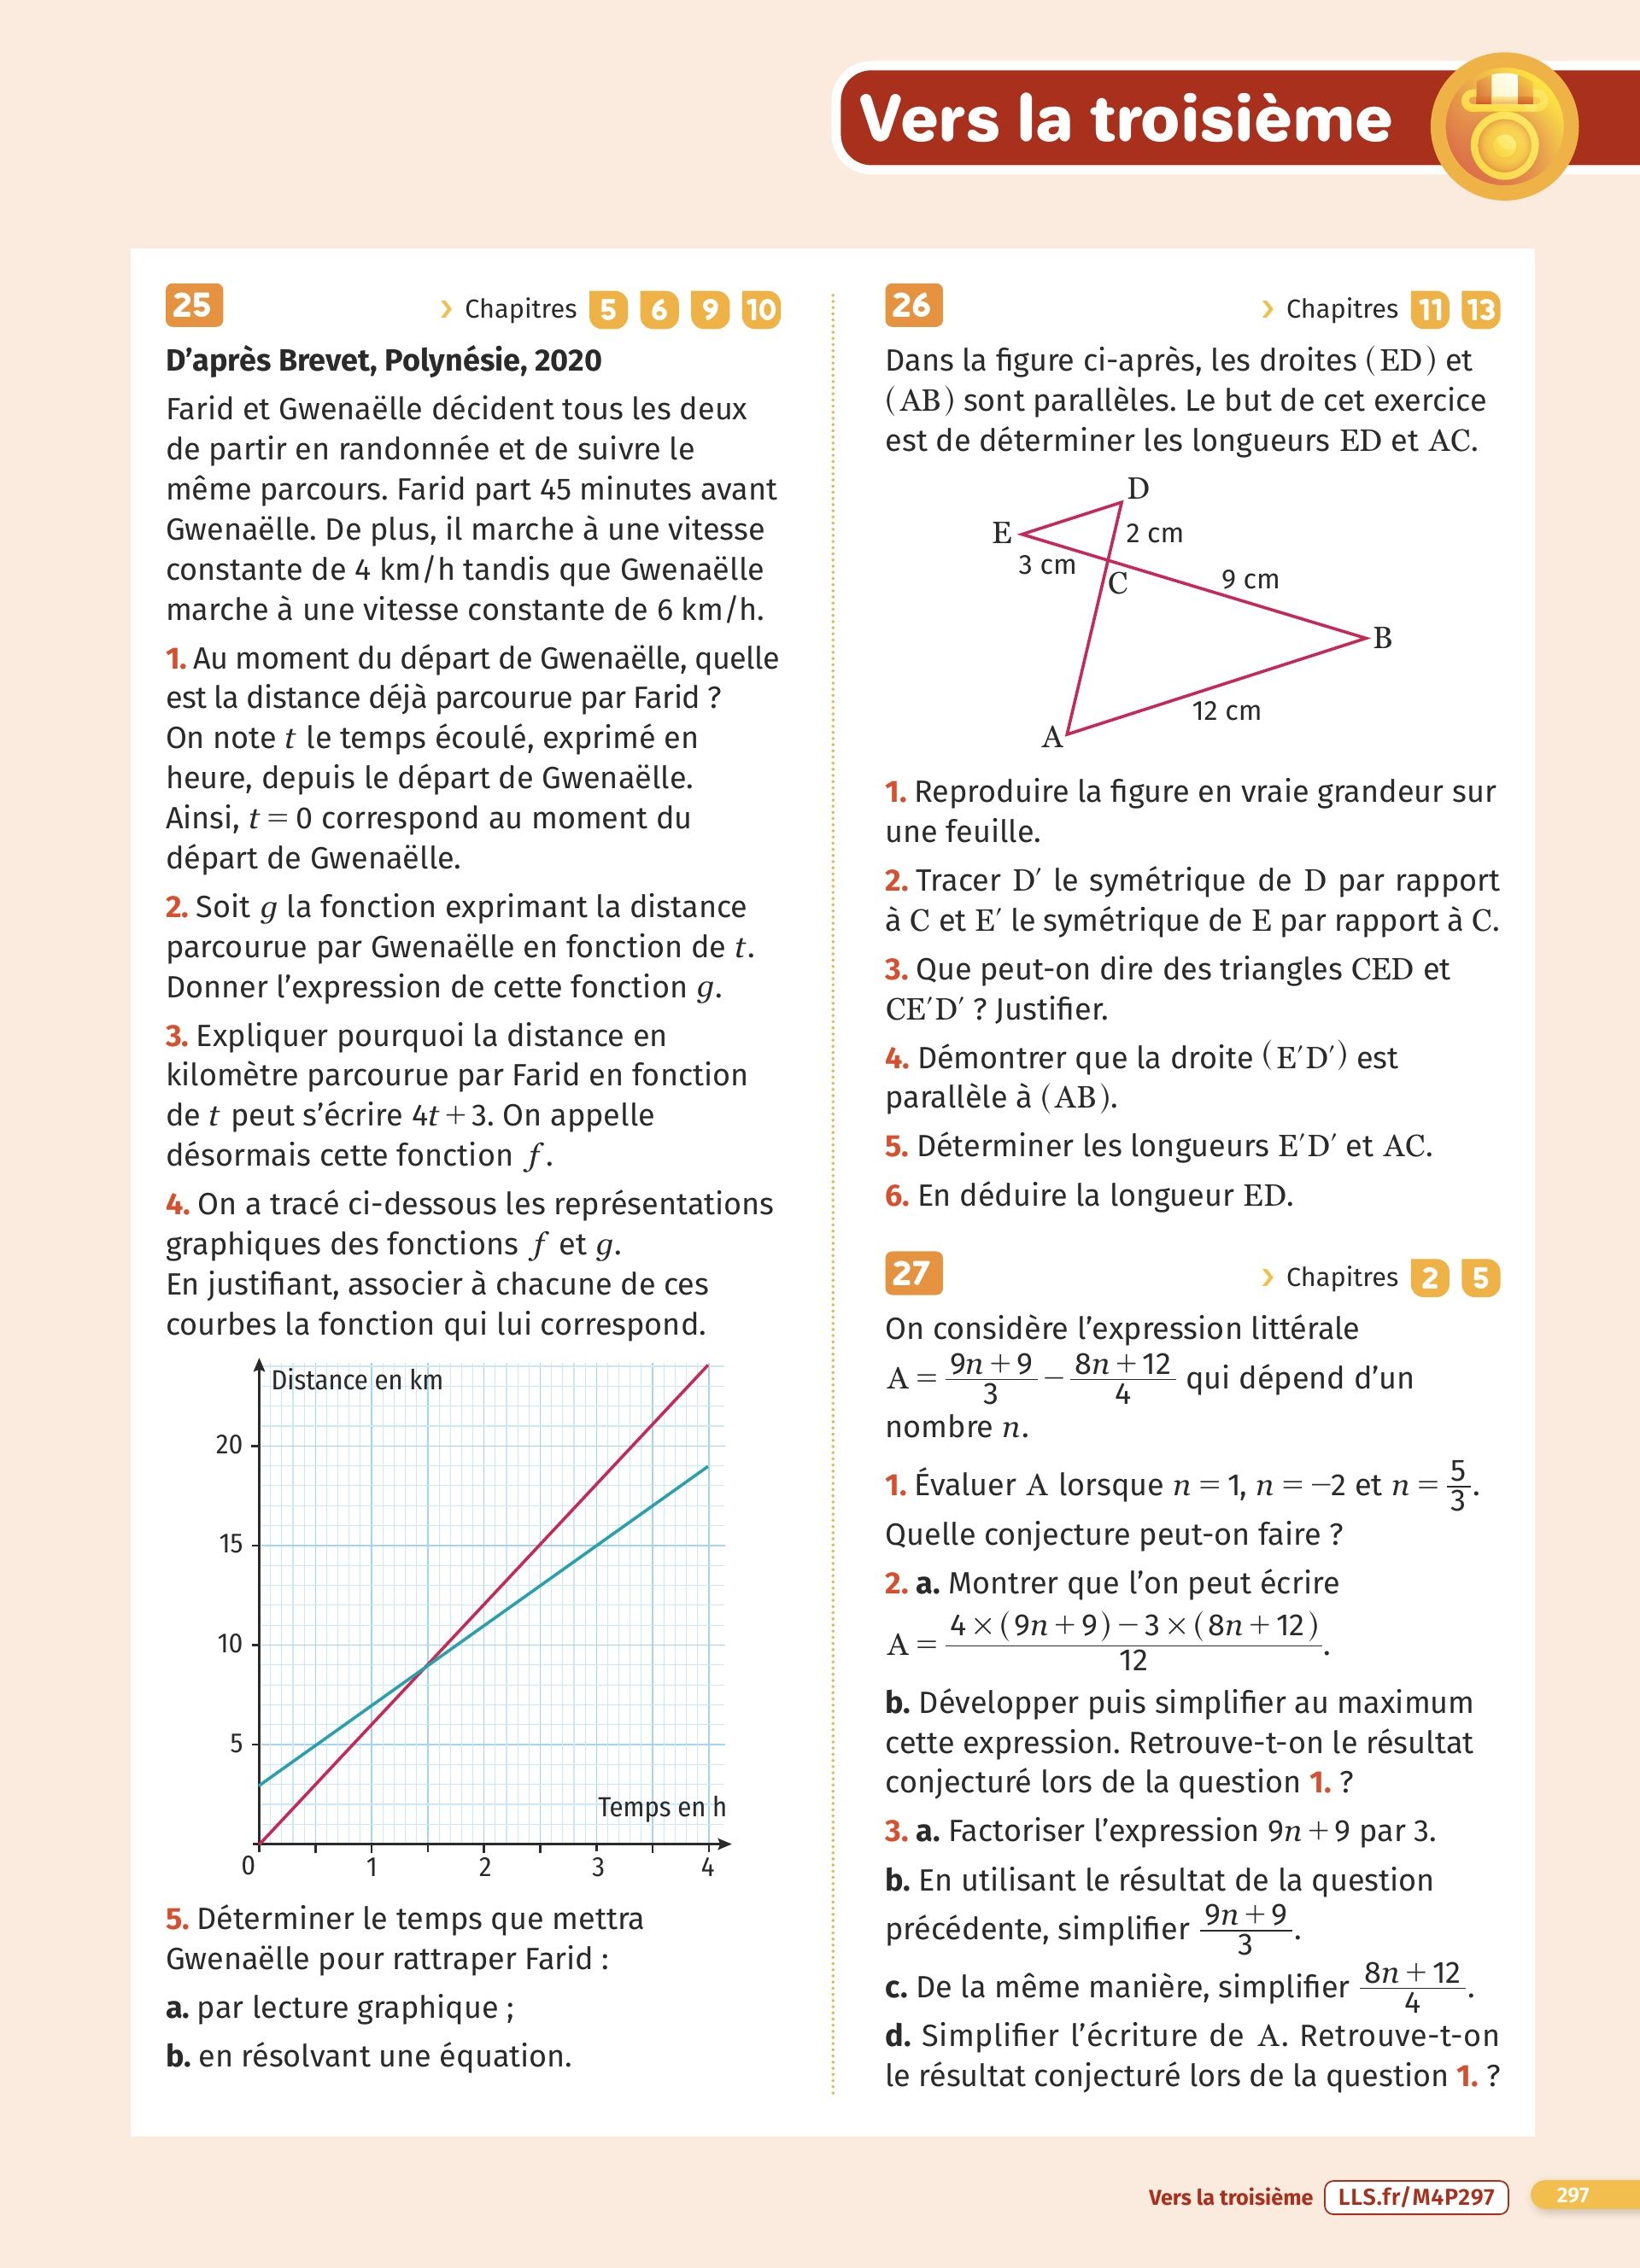 Vers la troisième
25
› Chapitres 5 6 9 10
D’après Brevet, Polynésie, 2020
Farid et Gwenaëlle décident tous les deux
de partir en randonnée et de suivre le
même parcours. Farid part 45 minutes avant
Gwenaëlle. De plus, il marche à une vitesse
constante de 4 km/h tandis que Gwenaëlle
marche à une vitesse constante de 6 km/h.
1. Au moment du départ de Gwenaëlle, quelle
est la distance déjà parcourue par Farid ?
On note t le temps écoulé, exprimé en
heure, depuis le départ de Gwenaëlle.
Ainsi, t = 0 correspond au moment du
départ de Gwenaëlle.
2. Soit g la fonction exprimant la distance
parcourue par Gwenaëlle en fonction de t.
Donner l’expression de cette fonction g.
3. Expliquer pourquoi la distance en
kilomètre parcourue par Farid en fonction
de t peut s’écrire 4t + 3. On appelle
désormais cette fonction f.
4. On a tracé ci-dessous les représentations
graphiques des fonctions f et g.
En justifiant, associer à chacune de ces
courbes la fonction qui lui correspond.
Distance en km
20
15
10
5
Temps en h
0 1 2 3 4
5. Déterminer le temps que mettra
Gwenaëlle pour rattraper Farid :
a. par lecture graphique ;
b. en résolvant une équation.
26
› Chapitres 11 13
Dans la figure ci-après, les droites (ED) et
(AB) sont parallèles. Le but de cet exercice
est de déterminer les longueurs ED et AC.
D
E
2 cm
3 cm
C
9 cm
B
12 cm
A
1. Reproduire la figure en vraie grandeur sur
une feuille.
2. Tracer D′ le symétrique de D par rapport
à C et E′ le symétrique de E par rapport à C.
3. Que peut-on dire des triangles CED et
CE′D′ ? Justifier.
4. Démontrer que la droite (E′D′) est
parallèle à (AB).
5. Déterminer les longueurs E′D′ et AC.
6. En déduire la longueur ED.
27
› Chapitres 2 5
On considère l’expression littérale
A = (9n + 9)/3 − (8n + 12)/4 qui dépend d’un
nombre n.
1. Évaluer A lorsque n = 1, n = −2 et n = 5/3.
Quelle conjecture peut-on faire ?
2. a. Montrer que l’on peut écrire
A = (4 × (9n + 9) − 3 × (8n + 12))/12.
b. Développer puis simplifier au maximum
cette expression. Retrouve-t-on le résultat
conjecturé lors de la question 1. ?
3. a. Factoriser l’expression 9n + 9 par 3.
b. En utilisant le résultat de la question
précédente, simplifier (9n + 9)/3.
c. De la même manière, simplifier (8n + 12)/4.
d. Simplifier l’écriture de A. Retrouve-t-on
le résultat conjecturé lors de la question 1. ?
Vers la troisième LLS.fr/M4P297 297